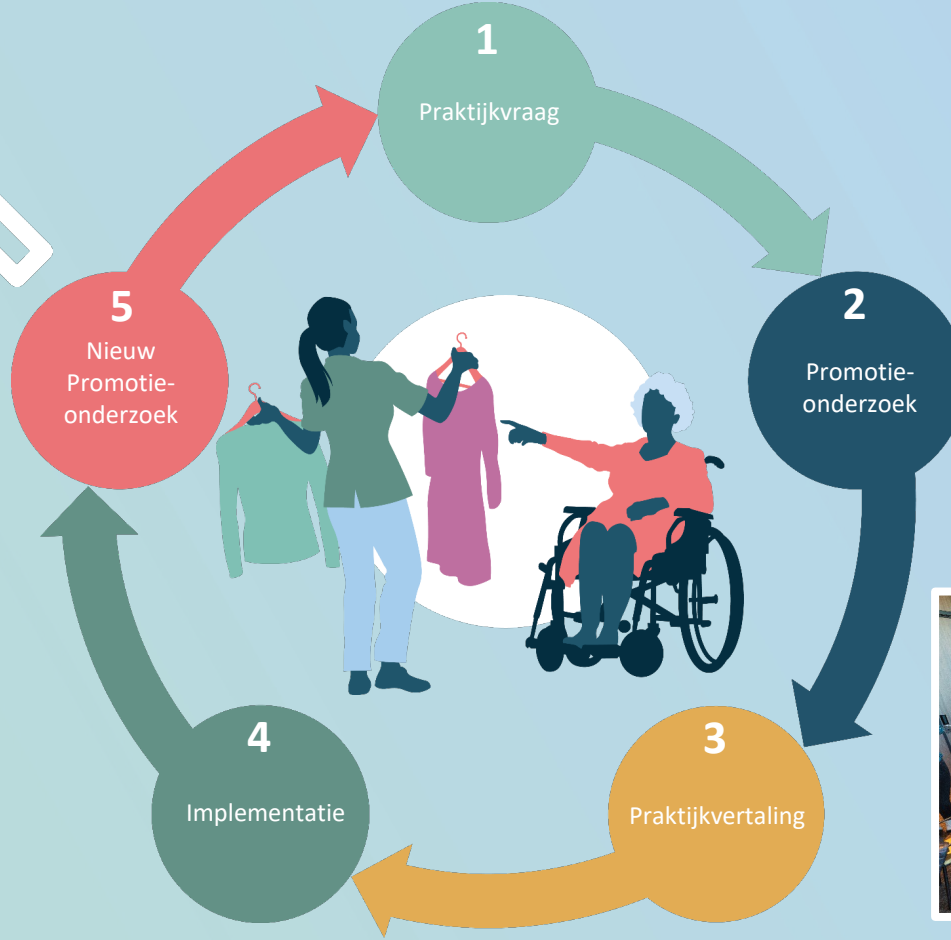 1
Praktijkvraag
2
Promotie-
onderzoek
3
Praktijkvertaling
4
Implementatie
5
Nieuw
Promotie-
onderzoek